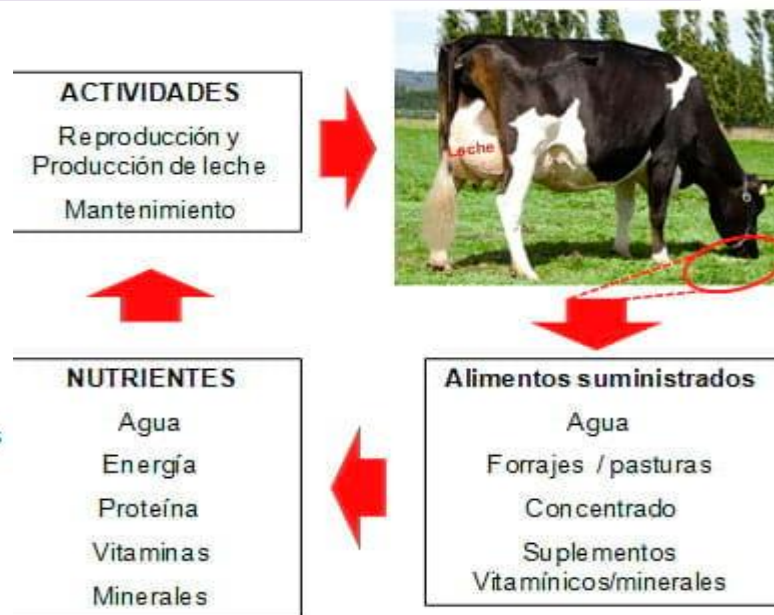 ACTIVIDADES
Reproducción y
Producción de leche
Mantenimiento
Leche
NUTRIENTES
Agua
Energía
Proteína
Vitaminas
Minerales
Alimentos suministrados
Agua
Forrajes / pasturas
Concentrado
Suplementos
Vitamínicos/minerales